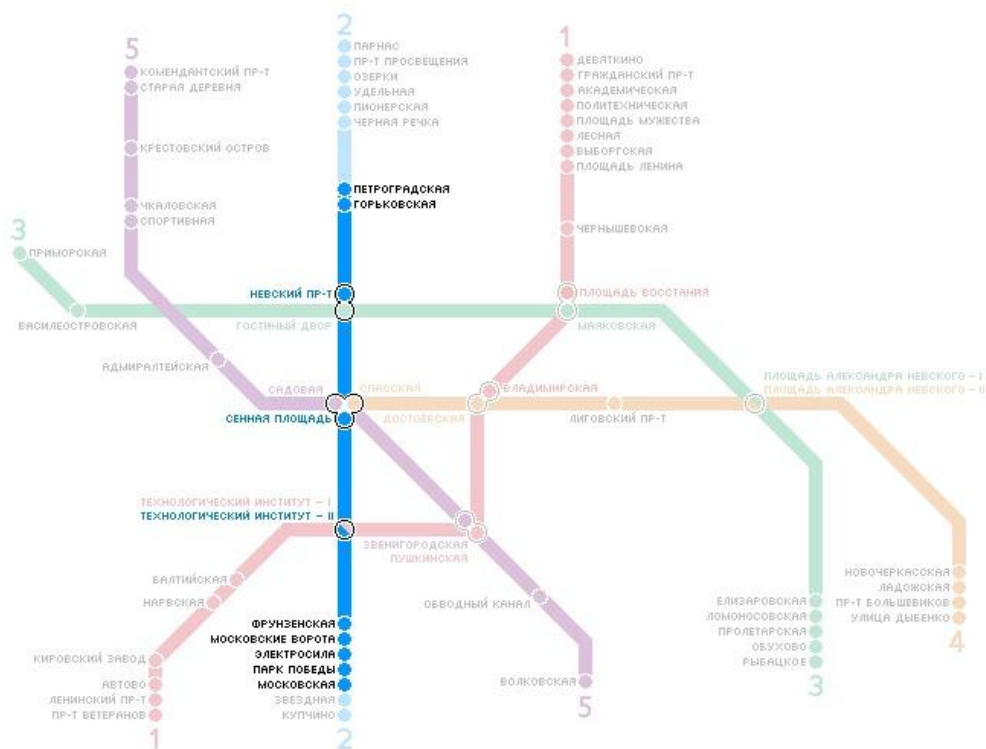 2
1
5
ПАРНАС
ПР-Т ПРОСВЕЩЕНИЯ
ОЗЕРКИ
УДЕЛЬНАЯ
ПИОНЕРСКАЯ
ЧЕРНАЯ РЕЧКА
ДЕВЯТКИНО
ГРАЖДАНСКИЙ ПР-Т
АКАДЕМИЧЕСКАЯ
ПОЛИТЕХНИЧЕСКАЯ
ПЛОЩАДЬ МУЖЕСТВА
ЛЕСНАЯ
ВЫБОРГСКАЯ
ПЛОЩАДЬ ЛЕНИНА
КОМЕНДАНТСКИЙ ПР-Т
СТАРАЯ ДЕРЕВНЯ
КРЕСТОВСКИЙ ОСТРОВ
ЧКАЛОВСКАЯ
СПОРТИВНАЯ
ПЕТРОГРАДСКАЯ
ГОРЬКОВСКАЯ
ЧЕРНЫШЕВСКАЯ
3
ПРИМОРСКАЯ
ВАСИЛЕОСТРОВСКАЯ
НЕВСКИЙ ПР-Т
ГОСТИНЫЙ ДВОР
ПЛОЩАДЬ ВОССТАНИЯ
МАЯКОВСКАЯ
АДМИРАЛТЕЙСКАЯ
САДОВАЯ
СПАССКАЯ
СЕННАЯ ПЛОЩАДЬ
ВЛАДИМИРСКАЯ
ДОСТОЕВСКАЯ
ЛИГОВСКИЙ ПР-Т
ПЛОЩАДЬ АЛЕКСАНДРА НЕВСКОГО – I
ПЛОЩАДЬ АЛЕКСАНДРА НЕВСКОГО – II
ТЕХНОЛОГИЧЕСКИЙ ИНСТИТУТ – I
ТЕХНОЛОГИЧЕСКИЙ ИНСТИТУТ – II
ЗВЕНИГОРОДСКАЯ
ПУШКИНСКАЯ
БАЛТИЙСКАЯ
НАРВСКАЯ
КИРОВСКИЙ ЗАВОД
АВТОВО
ЛЕНИНСКИЙ ПР-Т
ПР-Т ВЕТЕРАНОВ
1
ФРУНЗЕНСКАЯ
МОСКОВСКИЕ ВОРОТА
ЭЛЕКТРОСИЛА
ПАРК ПОБЕДЫ
МОСКОВСКАЯ
ЗВЕЗДНАЯ
КУПЧИНО
2
ОБВОДНЫЙ КАНАЛ
ВОЛКОВСКАЯ
5
ЕЛИЗАРОВСКАЯ
ЛОМОНОСОВСКАЯ
ПРОЛЕТАРСКАЯ
ОБУХОВО
РЫБАЦКОЕ
3
НОВОЧЕРКАССКАЯ
ЛАДОЖСКАЯ
ПР-Т БОЛЬШЕВИКОВ
УЛИЦА ДЫБЕНКО
4